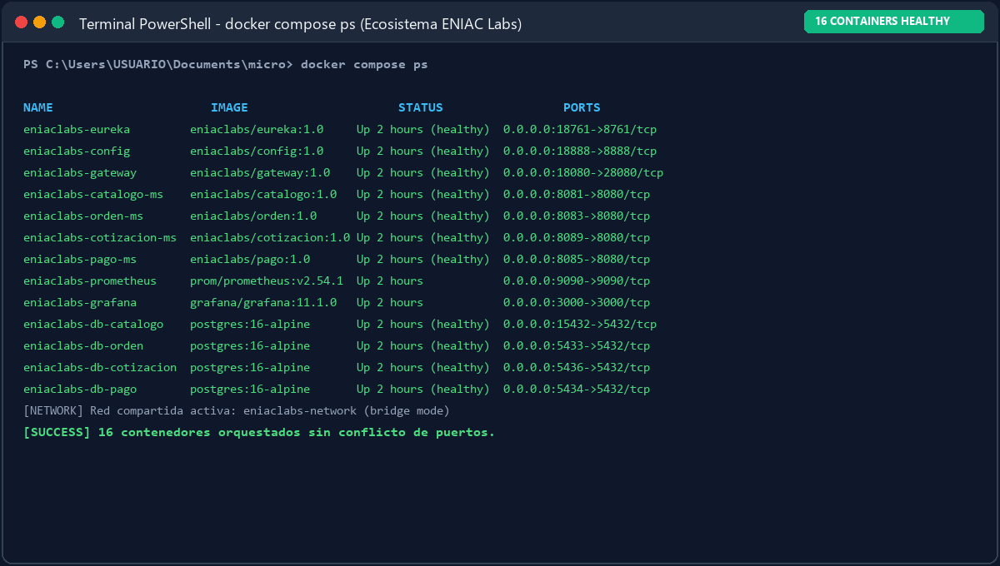 Terminal PowerShell - docker compose ps (Ecosistema ENIAC Labs)
16 CONTAINERS HEALTHY
PS C:\Users\USUARIO\Documents\micro> docker compose ps
NAME IMAGE STATUS PORTS
eniaclabs-eureka eniaclabs/eureka:1.0 Up 2 hours (healthy) 0.0.0.0:18761->8761/tcp
eniaclabs-config eniaclabs/config:1.0 Up 2 hours (healthy) 0.0.0.0:18888->8888/tcp
eniaclabs-gateway eniaclabs/gateway:1.0 Up 2 hours (healthy) 0.0.0.0:18080->28080/tcp
eniaclabs-catalogo-ms eniaclabs/catalogo:1.0 Up 2 hours (healthy) 0.0.0.0:8081->8080/tcp
eniaclabs-orden-ms eniaclabs/orden:1.0 Up 2 hours (healthy) 0.0.0.0:8083->8080/tcp
eniaclabs-cotizacion-ms eniaclabs/cotizacion:1.0 Up 2 hours (healthy) 0.0.0.0:8089->8080/tcp
eniaclabs-pago-ms eniaclabs/pago:1.0 Up 2 hours (healthy) 0.0.0.0:8085->8080/tcp
eniaclabs-prometheus prom/prometheus:v2.54.1 Up 2 hours 0.0.0.0:9090->9090/tcp
eniaclabs-grafana grafana/grafana:11.1.0 Up 2 hours 0.0.0.0:3000->3000/tcp
eniaclabs-db-catalogo postgres:16-alpine Up 2 hours (healthy) 0.0.0.0:15432->5432/tcp
eniaclabs-db-orden postgres:16-alpine Up 2 hours (healthy) 0.0.0.0:5433->5432/tcp
eniaclabs-db-cotizacion postgres:16-alpine Up 2 hours (healthy) 0.0.0.0:5436->5432/tcp
eniaclabs-db-pago postgres:16-alpine Up 2 hours (healthy) 0.0.0.0:5434->5432/tcp
[NETWORK] Red compartida activa: eniaclabs-network (bridge mode)
[SUCCESS] 16 contenedores orquestados sin conflicto de puertos.